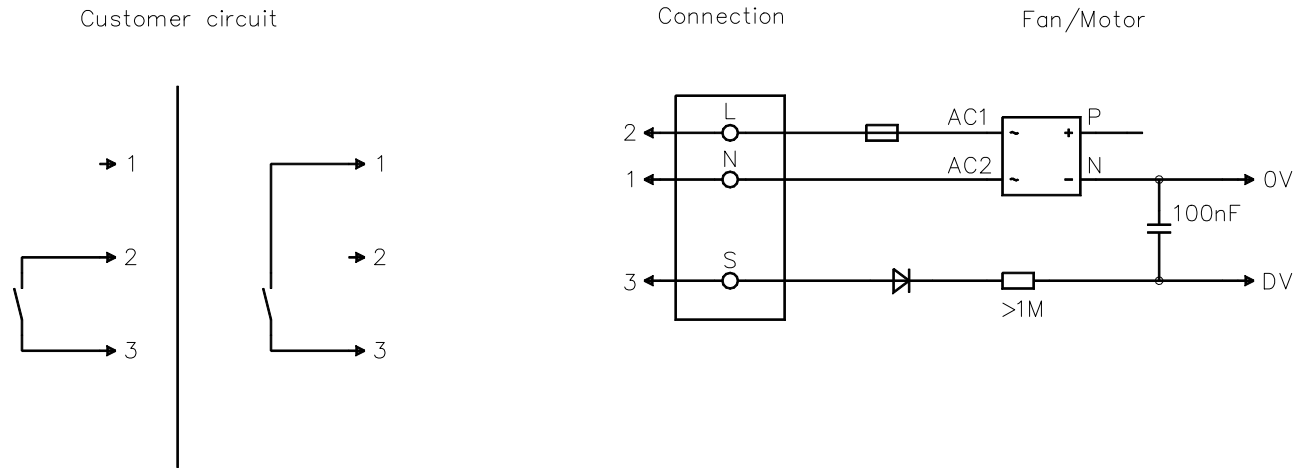 Customer circuit
Connection
Fan/Motor
1
2
3
1
2
3
2
L
AC1
~
+
P
1
N
AC2
~
−
N
0V
100nF
3
S
>1M
DV